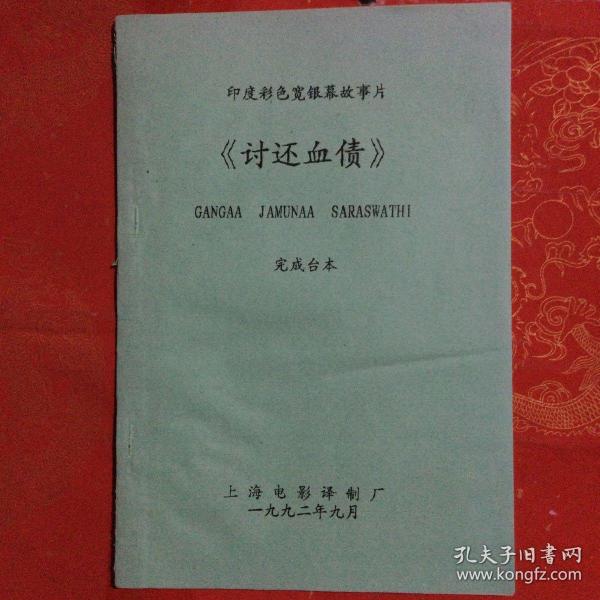 印度彩色宽银幕故事片
《讨还血债》
GANGAA JAMUNAA SARASWATHI
完成台本
上海电影译制厂
一九九二年九月
孔夫子旧书网
www.kongfz.com